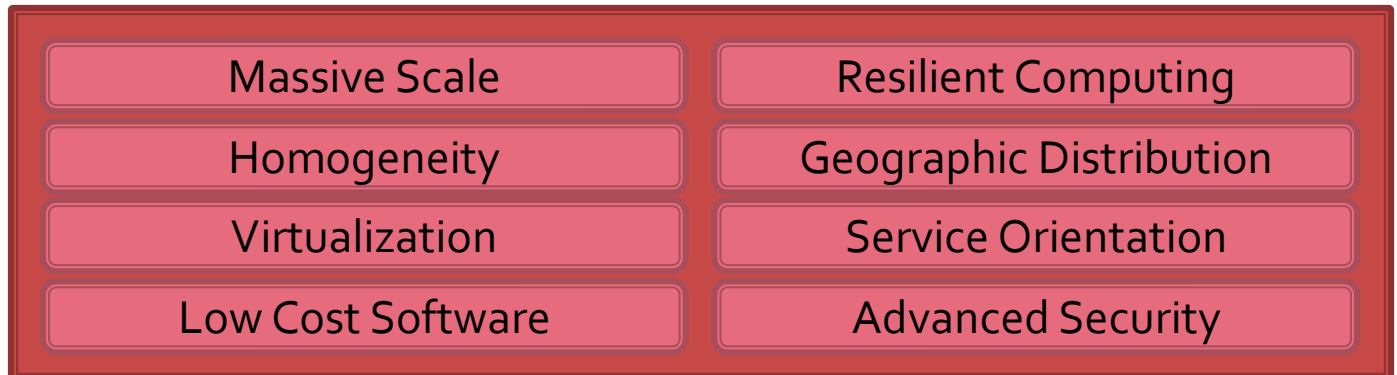 Massive Scale
Resilient Computing
Homogeneity
Geographic Distribution
Virtualization
Service Orientation
Low Cost Software
Advanced Security